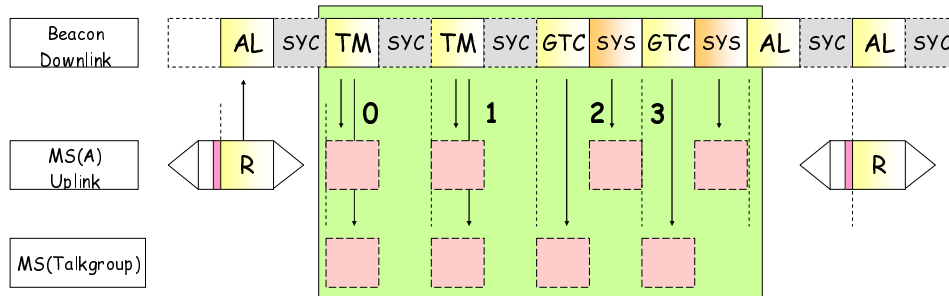 Beacon
Downlink
AL SYC TM SYC TM SYC GTC SYS GTC SYS AL SYC AL SYC
0 1 2 3
MS(A)
Uplink
R R
MS(Talkgroup)